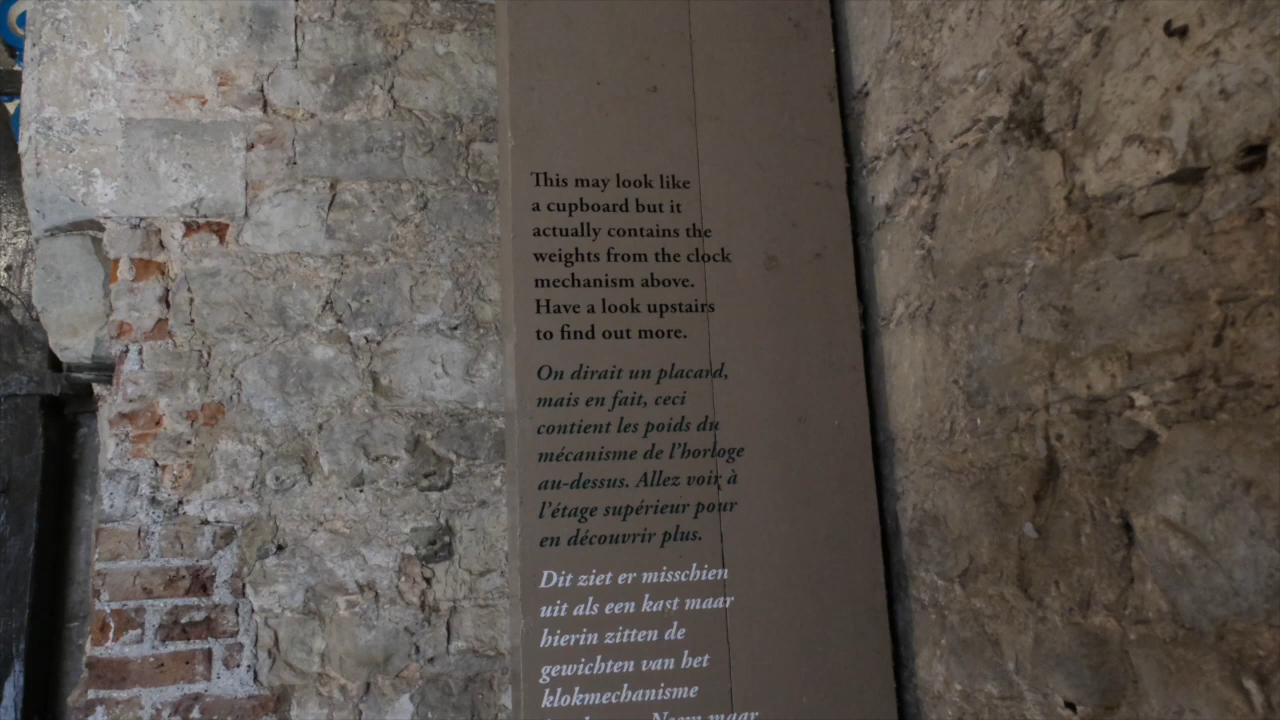 This may look like
a cupboard but it
actually contains the
weights from the clock
mechanism above.
Have a look upstairs
to find out more.
On dirait un placard,
mais en fait, ceci
contient les poids du
mécanisme de l'horloge
au-dessus. Allez voir à
l'étage supérieur pour
en découvrir plus.
Dit ziet er misschien
uit als een kast maar
hierin zitten de
gewichten van het
klokmechanisme
Neem maar